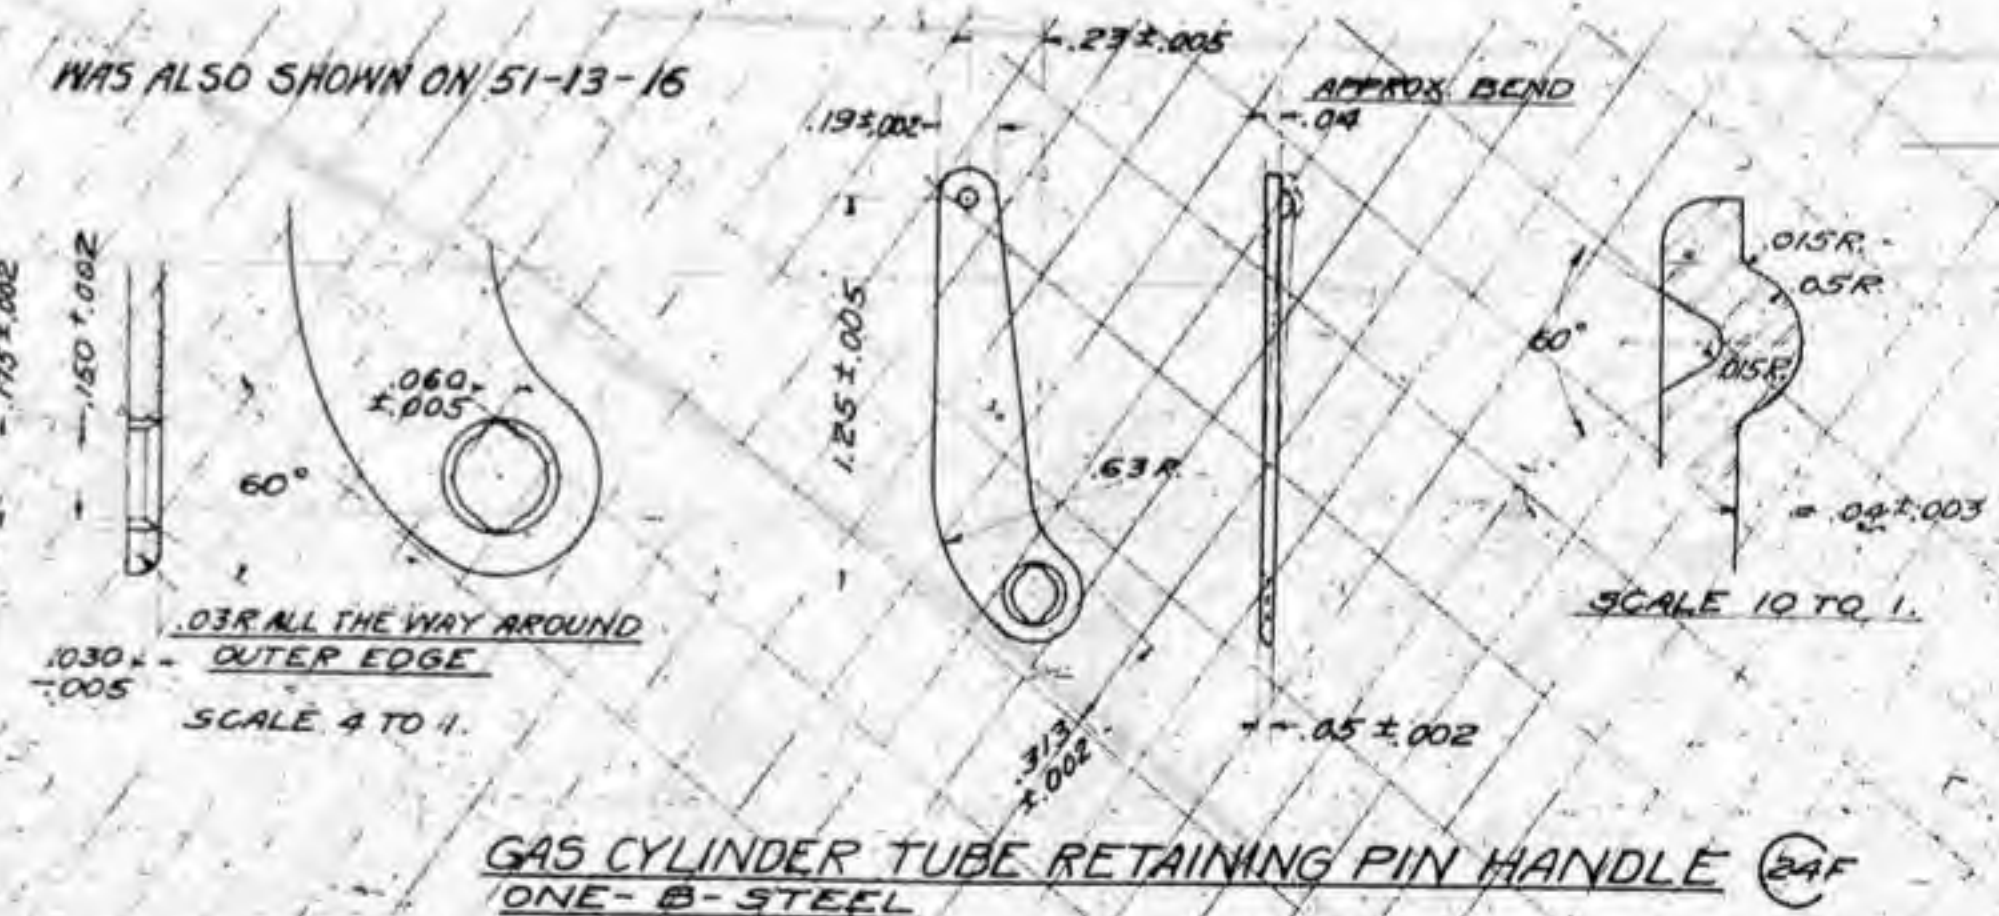 WAS ALSO SHOWN ON 51-13-16
.23±.005
APPROX. BEND
.04
.19±.002
.150±.002
.015R.
.05R.
60°
.015R.
.060
±.005
1.25±.005
.63R.
60°
.04±.003
SCALE 10 TO 1.
.03R ALL THE WAY AROUND
OUTER EDGE
.030
-.005
SCALE 4 TO 1.
.05±.002
.313
±.002
GAS CYLINDER TUBE RETAINING PIN HANDLE 24F
ONE-B-STEEL